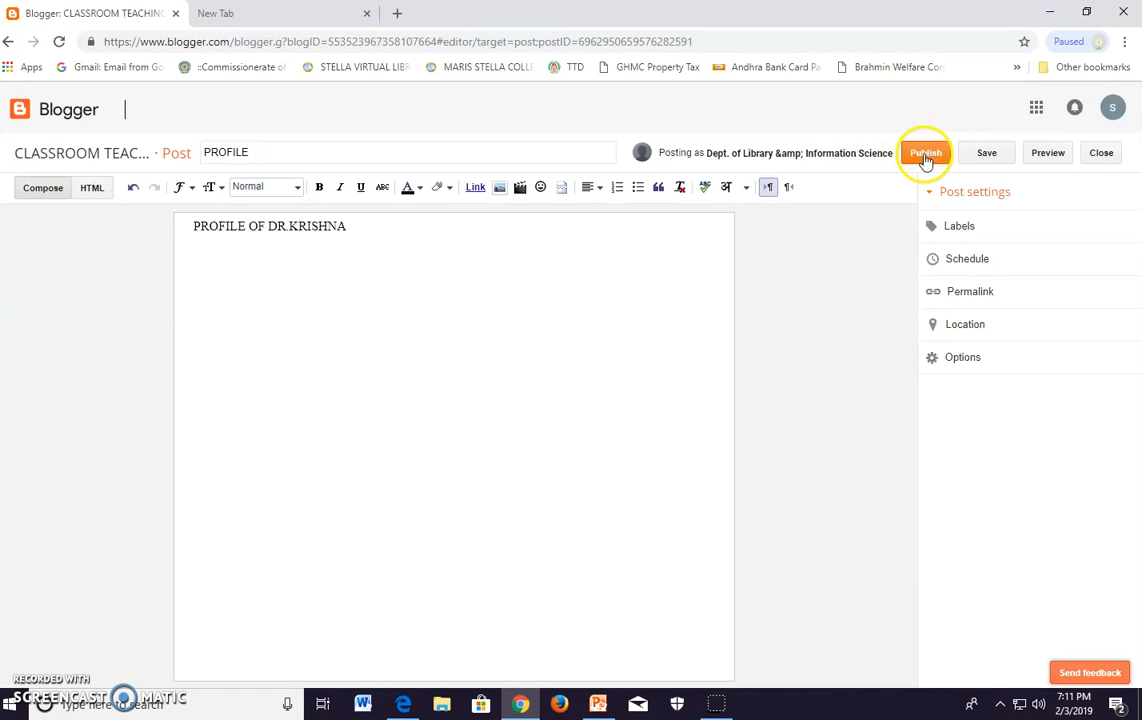 Blogger: CLASSROOM TEACHING
New Tab
https://www.blogger.com/blogger.g?blogID=553523967358107664#editor/target=post;postID=6962950659576282591
Paused
Apps
Gmail: Email from Go
::Commissionerate of
STELLA VIRTUAL LIBR
MARIS STELLA COLLE
TTD
GHMC Property Tax
Andhra Bank Card Pa
Brahmin Welfare Cor
»
Other bookmarks
Blogger
S
CLASSROOM TEAC... · Post
PROFILE
Posting as Dept. of Library &amp; Information Science
Publish
Save
Preview
Close
Compose
HTML
Normal
B I U ABC A
Link
अ
Post settings
PROFILE OF DR.KRISHNA
Labels
Schedule
Permalink
Location
Options
Send feedback
RECORDED WITH
SCREENCAST MATIC
Type here to search
7:11 PM
2/3/2019
2